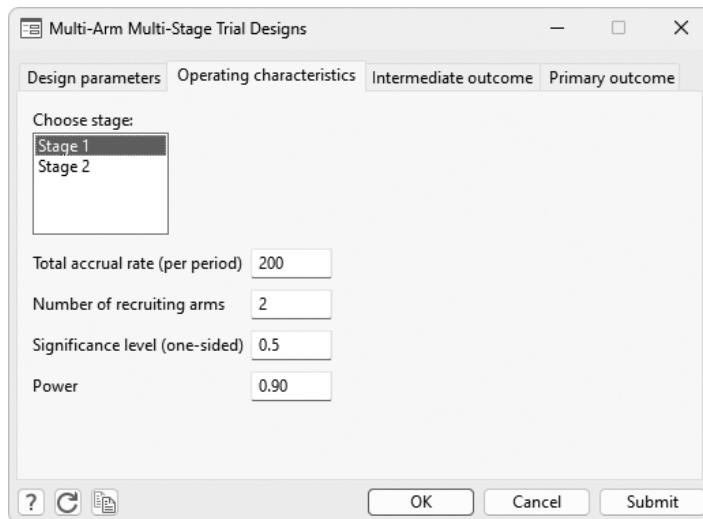 Multi-Arm Multi-Stage Trial Designs
Design parameters Operating characteristics Intermediate outcome Primary outcome
Choose stage:
Stage 1
Stage 2
Total accrual rate (per period) 200
Number of recruiting arms 2
Significance level (one-sided) 0.5
Power 0.90
? OK Cancel Submit